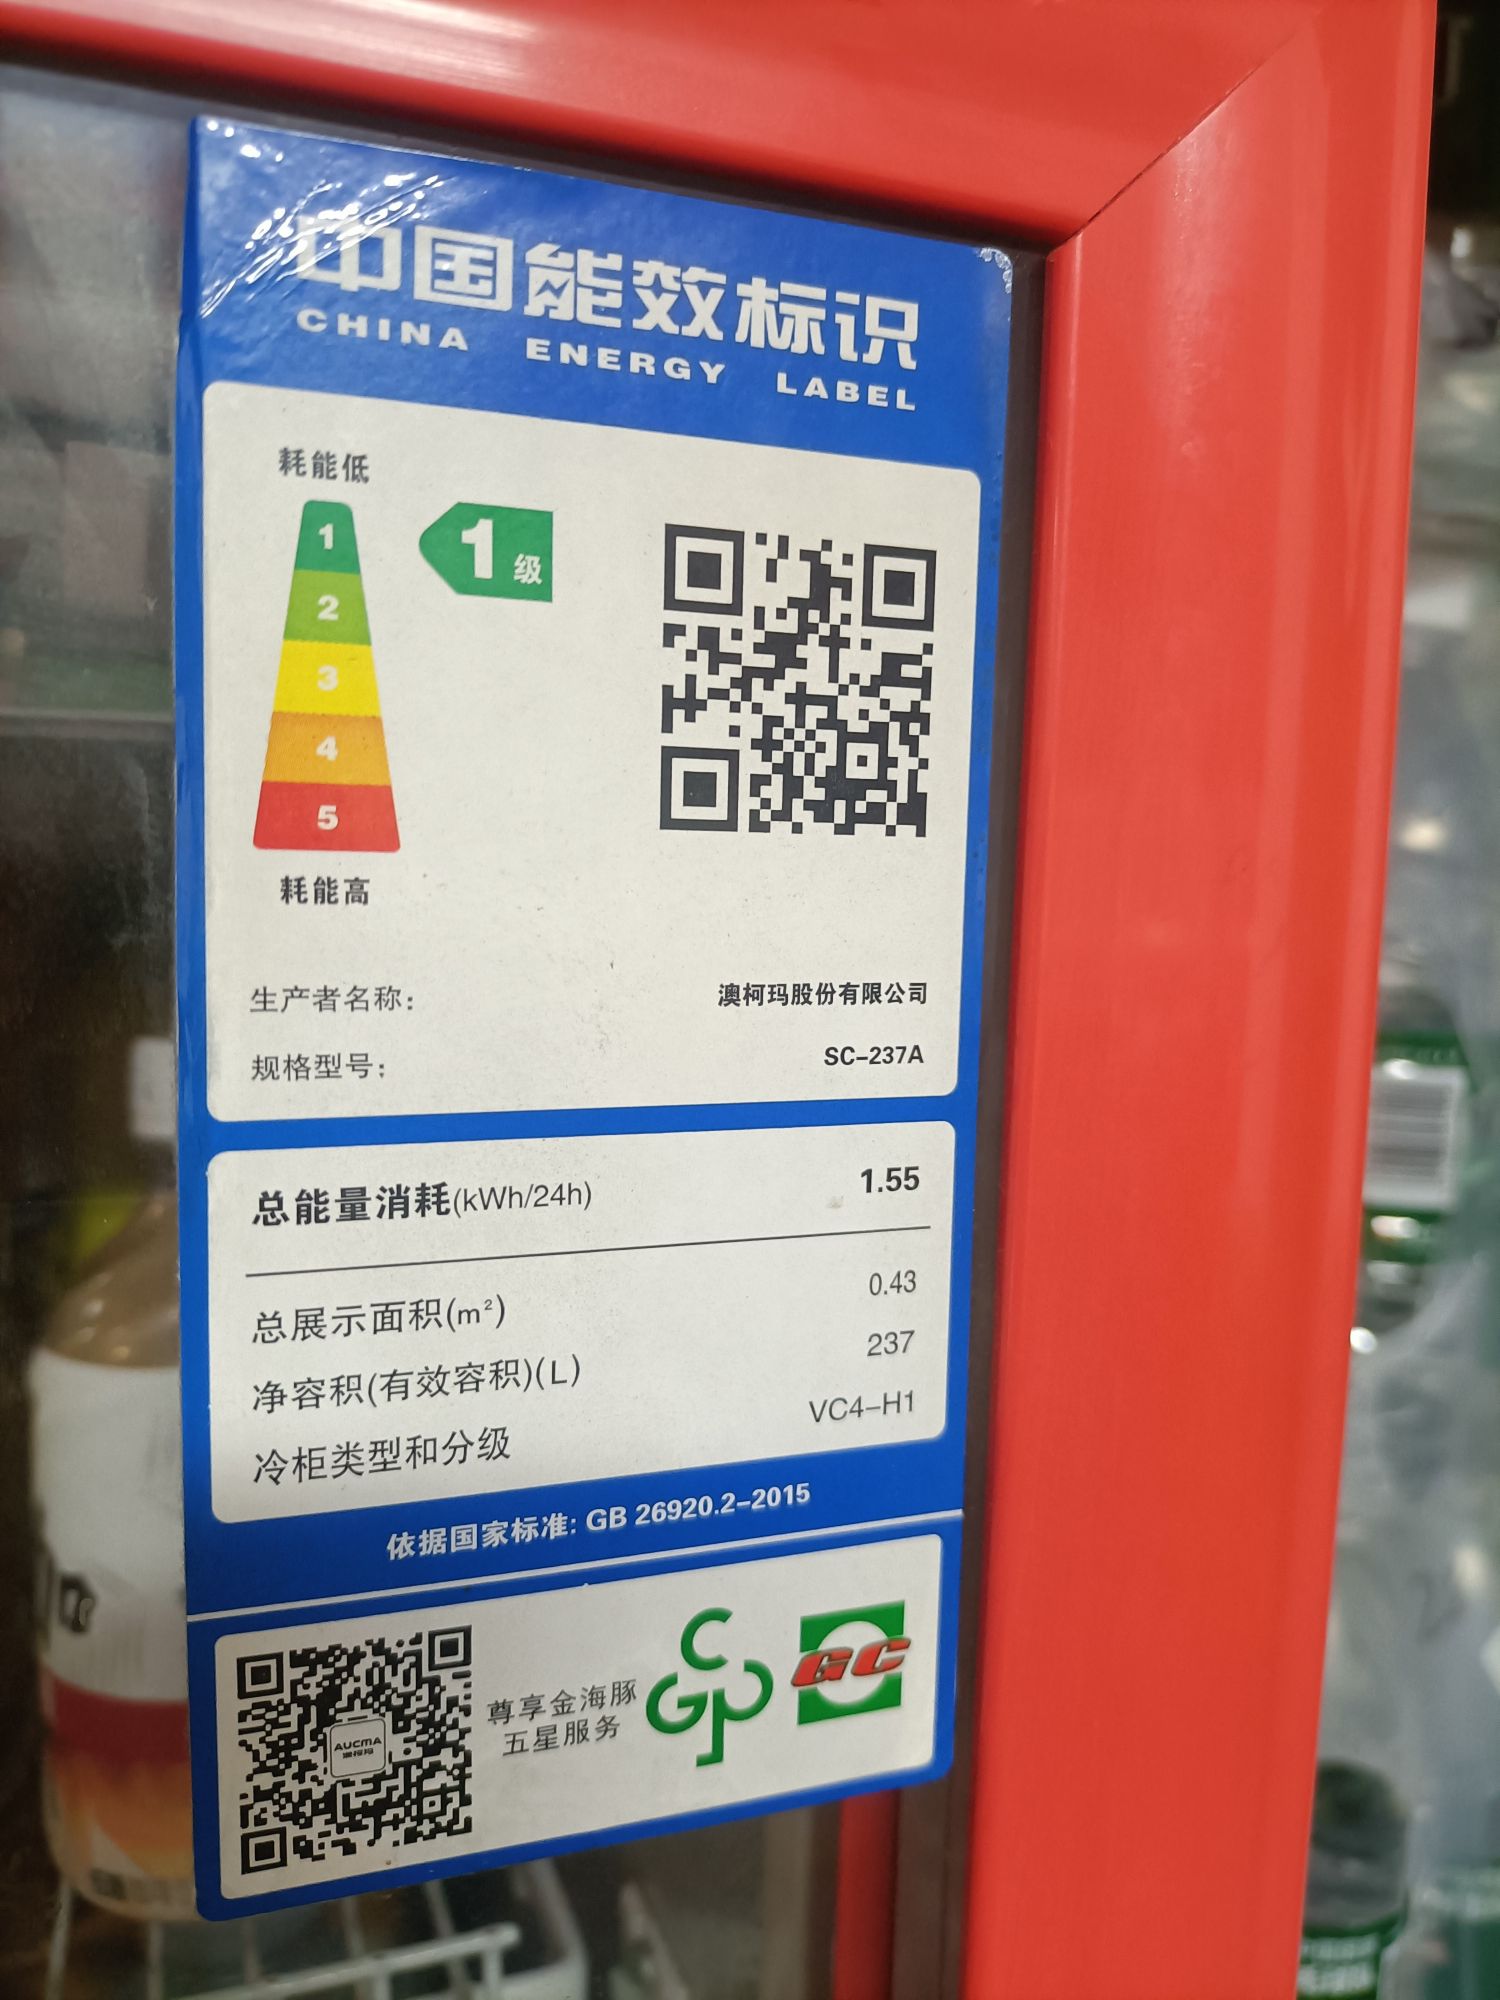 中国能效标识
CHINA ENERGY LABEL
耗能低
1
1级
2
3
4
5
耗能高
生产者名称：
澳柯玛股份有限公司
规格型号：
SC-237A
总能量消耗(kWh/24h)
1.55
总展示面积(m²)
0.43
净容积(有效容积)(L)
237
冷柜类型和分级
VC4-H1
依据国家标准: GB 26920.2-2015
AUCMA
澳柯玛
尊享金海豚
五星服务
CGP
GC